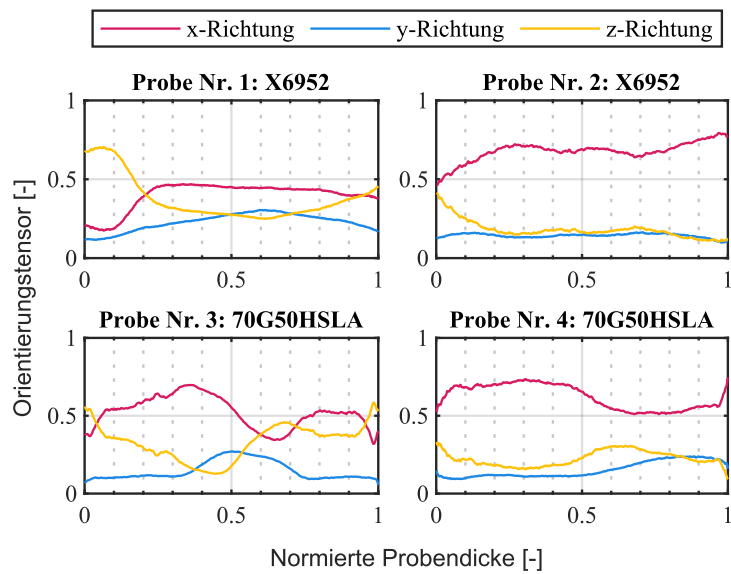 x-Richtung y-Richtung z-Richtung
Probe Nr. 1: X6952 Probe Nr. 2: X6952
1 1
0.5 0.5
0 0
0 0.5 1 0 0.5 1
Probe Nr. 3: 70G50HSLA Probe Nr. 4: 70G50HSLA
1 1
0.5 0.5
0 0
0 0.5 1 0 0.5 1
Orientierungstensor [-]
Normierte Probendicke [-]